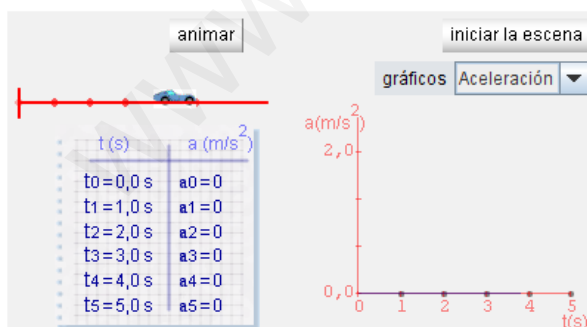 animar
iniciar la escena
gráficos Aceleración
t (s) a (m/s²)
t0=0,0 s a0=0
t1=1,0 s a1=0
t2=2,0 s a2=0
t3=3,0 s a3=0
t4=4,0 s a4=0
t5=5,0 s a5=0
a(m/s²)
2,0
0,0
0 1 2 3 4 5
t(s)